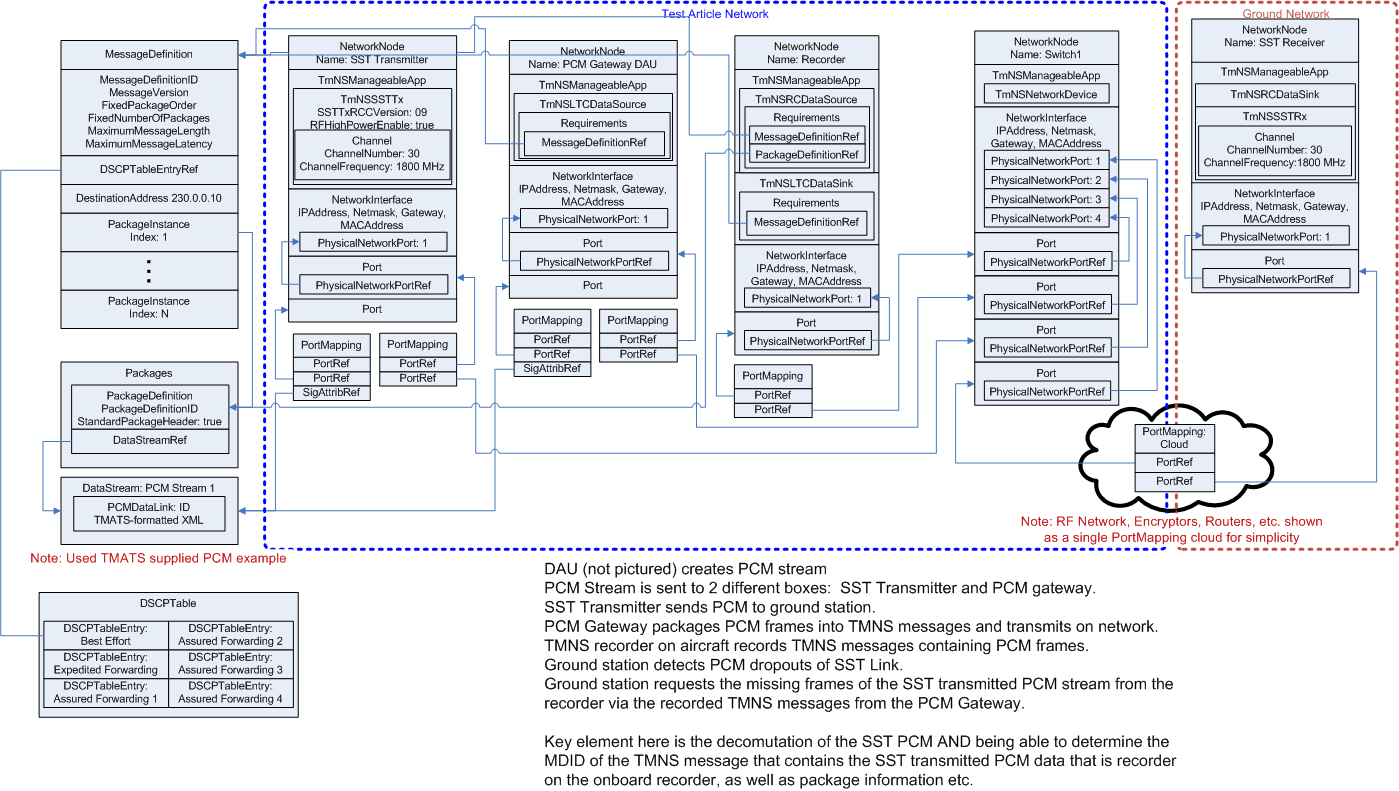 Test Article Network
Ground Network
MessageDefinition
MessageDefinitionID
MessageVersion
FixedPackageOrder
FixedNumberOfPackages
MaximumMessageLength
MaximumMessageLatency
DSCPTableEntryRef
DestinationAddress 230.0.0.10
PackageInstance
Index: 1
PackageInstance
Index: N
Packages
PackageDefinition
PackageDefinitionID
StandardPackageHeader: true
DataStreamRef
DataStream: PCM Stream 1
PCMDataLink: ID
TMATS-formatted XML
Note: Used TMATS supplied PCM example
DSCPTable
DSCPTableEntry:
Best Effort
DSCPTableEntry:
Assured Forwarding 2
DSCPTableEntry:
Expedited Forwarding
DSCPTableEntry:
Assured Forwarding 3
DSCPTableEntry:
Assured Forwarding 1
DSCPTableEntry:
Assured Forwarding 4
NetworkNode
Name: SST Transmitter
TmNSManageableApp
TmNSSSTTx
SSTTxRCCVersion: 09
RFHighPowerEnable: true
Channel
ChannelNumber: 30
ChannelFrequency: 1800 MHz
NetworkInterface
IPAddress, Netmask, Gateway,
MACAddress
PhysicalNetworkPort: 1
Port
PhysicalNetworkPortRef
Port
PortMapping
PortRef
PortRef
SigAttribRef
PortMapping
PortRef
PortRef
NetworkNode
Name: PCM Gateway DAU
TmNSManageableApp
TmNSLTCDataSource
Requirements
MessageDefinitionRef
NetworkInterface
IPAddress, Netmask, Gateway,
MACAddress
PhysicalNetworkPort: 1
Port
PhysicalNetworkPortRef
Port
PortMapping
PortRef
PortRef
SigAttribRef
PortMapping
PortRef
PortRef
NetworkNode
Name: Recorder
TmNSManageableApp
TmNSRCDataSource
Requirements
MessageDefinitionRef
PackageDefinitionRef
TmNSLTCDataSink
Requirements
MessageDefinitionRef
NetworkInterface
IPAddress, Netmask,
Gateway, MACAddress
PhysicalNetworkPort: 1
Port
PhysicalNetworkPortRef
PortMapping
PortRef
PortRef
NetworkNode
Name: Switch1
TmNSManageableApp
TmNSNetworkDevice
NetworkInterface
IPAddress, Netmask,
Gateway, MACAddress
PhysicalNetworkPort: 1
PhysicalNetworkPort: 2
PhysicalNetworkPort: 3
PhysicalNetworkPort: 4
Port
PhysicalNetworkPortRef
Port
PhysicalNetworkPortRef
Port
PhysicalNetworkPortRef
Port
PhysicalNetworkPortRef
NetworkNode
Name: SST Receiver
TmNSManageableApp
TmNSRCDataSink
TmNSSSTRx
Channel
ChannelNumber: 30
ChannelFrequency:1800 MHz
NetworkInterface
IPAddress, Netmask, Gateway,
MACAddress
PhysicalNetworkPort: 1
Port
PhysicalNetworkPortRef
PortMapping:
Cloud
PortRef
PortRef
Note: RF Network, Encryptors, Routers, etc. shown
as a single PortMapping cloud for simplicity
DAU (not pictured) creates PCM stream
PCM Stream is sent to 2 different boxes: SST Transmitter and PCM gateway.
SST Transmitter sends PCM to ground station.
PCM Gateway packages PCM frames into TMNS messages and transmits on network.
TMNS recorder on aircraft records TMNS messages containing PCM frames.
Ground station detects PCM dropouts of SST Link.
Ground station requests the missing frames of the SST transmitted PCM stream from the
recorder via the recorded TMNS messages from the PCM Gateway.
Key element here is the decomutation of the SST PCM AND being able to determine the
MDID of the TMNS message that contains the SST transmitted PCM data that is recorder
on the onboard recorder, as well as package information etc.